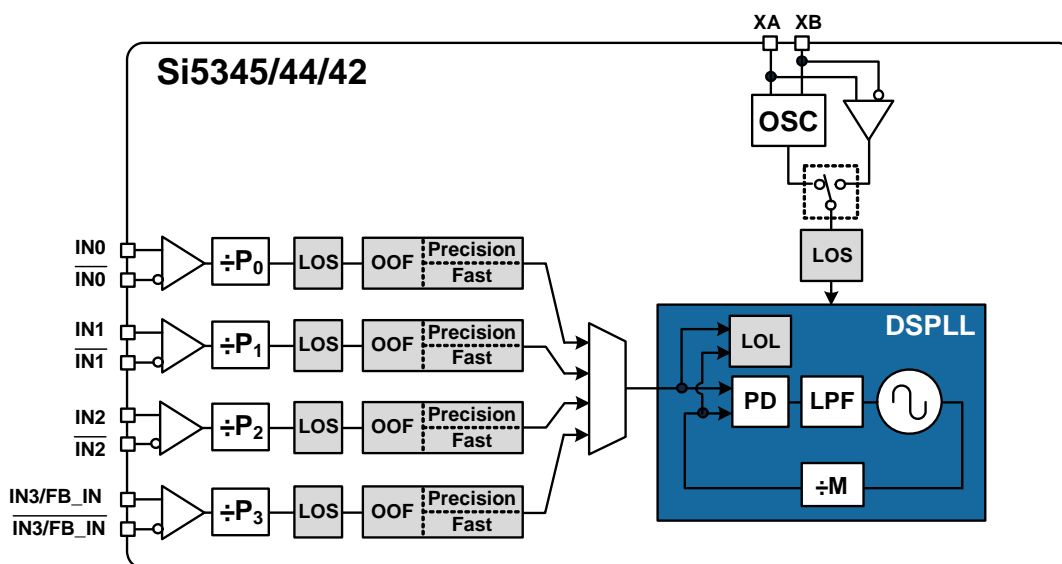 XA XB
Si5345/44/42
OSC
LOS
IN0
IN0
÷P0
LOS
OOF
Precision
Fast
IN1
IN1
÷P1
LOS
OOF
Precision
Fast
IN2
IN2
÷P2
LOS
OOF
Precision
Fast
IN3/FB_IN
IN3/FB_IN
÷P3
LOS
OOF
Precision
Fast
DSPLL
LOL
PD
LPF
÷M